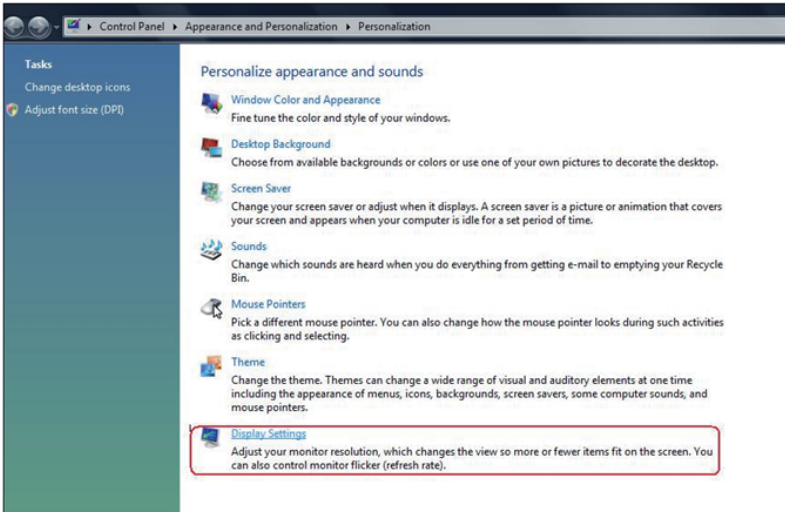 Control Panel ▸ Appearance and Personalization ▸ Personalization
Tasks
Change desktop icons
Adjust font size (DPI)
Personalize appearance and sounds
Window Color and Appearance
Fine tune the color and style of your windows.
Desktop Background
Choose from available backgrounds or colors or use one of your own pictures to decorate the desktop.
Screen Saver
Change your screen saver or adjust when it displays. A screen saver is a picture or animation that covers
your screen and appears when your computer is idle for a set period of time.
Sounds
Change which sounds are heard when you do everything from getting e-mail to emptying your Recycle
Bin.
Mouse Pointers
Pick a different mouse pointer. You can also change how the mouse pointer looks during such activities
as clicking and selecting.
Theme
Change the theme. Themes can change a wide range of visual and auditory elements at one time
including the appearance of menus, icons, backgrounds, screen savers, some computer sounds, and
mouse pointers.
Display Settings
Adjust your monitor resolution, which changes the view so more or fewer items fit on the screen. You
can also control monitor flicker (refresh rate).